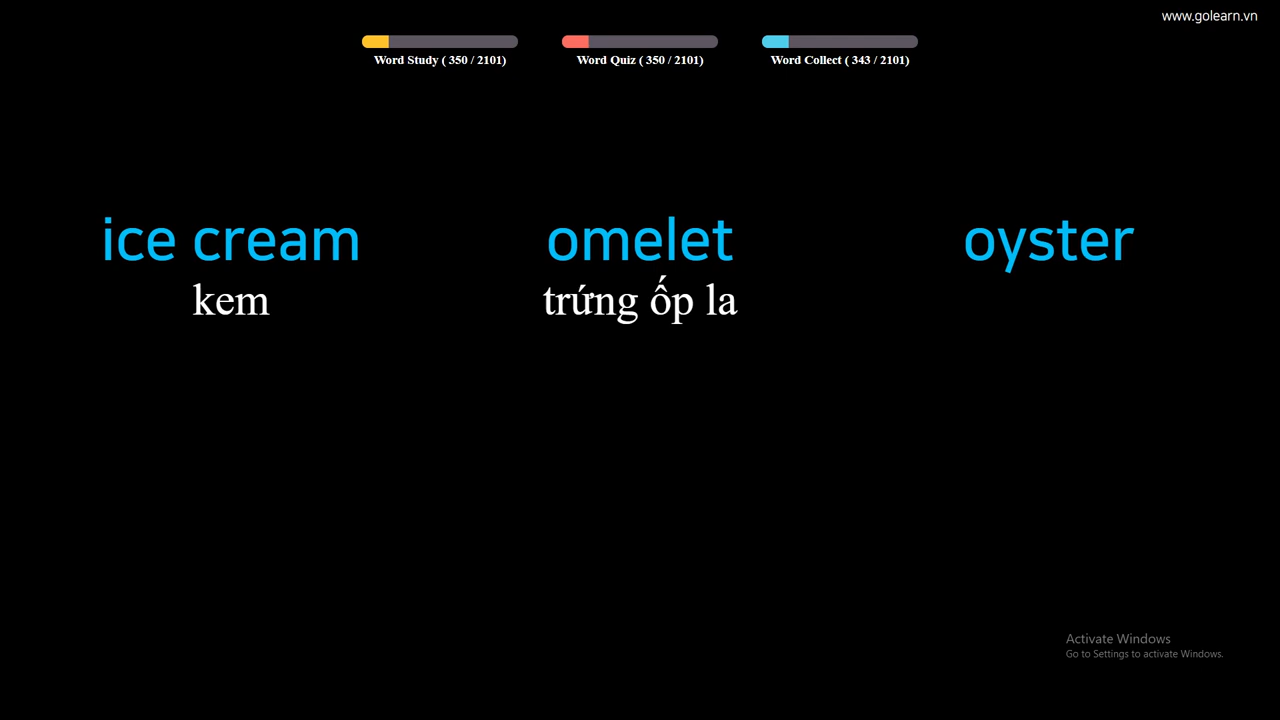 www.golearn.vn
Word Study ( 350 / 2101)
Word Quiz ( 350 / 2101)
Word Collect ( 343 / 2101)
ice cream
omelet
oyster
kem
trứng ốp la
Activate Windows
Go to Settings to activate Windows.